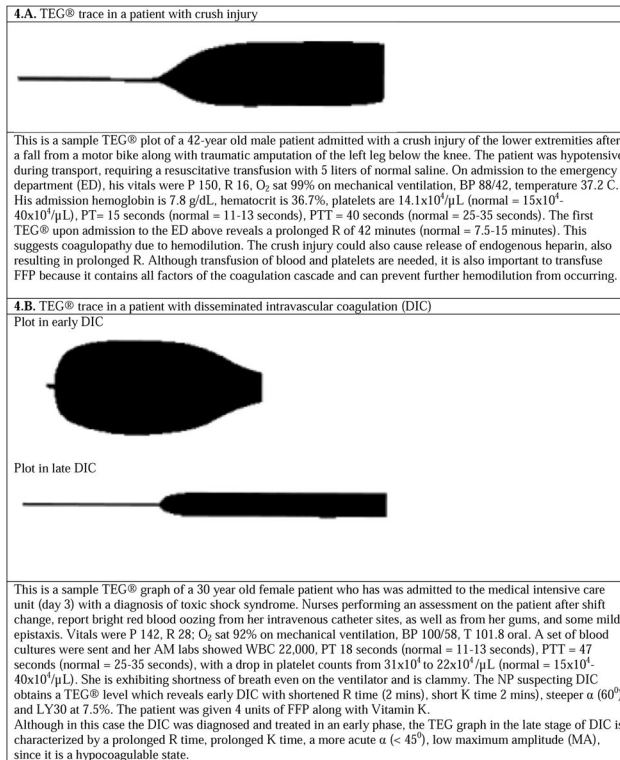 4.A. TEG® trace in a patient with crush injury
This is a sample TEG® plot of a 42-year old male patient admitted with a crush injury of the lower extremities after
a fall from a motor bike along with traumatic amputation of the left leg below the knee. The patient was hypotensive
during transport, requiring a resuscitative transfusion with 5 liters of normal saline. On admission to the emergency
department (ED), his vitals were P 150, R 16, O₂ sat 99% on mechanical ventilation, BP 88/42, temperature 37.2 C.
His admission hemoglobin is 7.8 g/dL, hematocrit is 36.7%, platelets are 14.1x10⁴/µL (normal = 15x10⁴-
40x10⁴/µL), PT= 15 seconds (normal = 11-13 seconds), PTT = 40 seconds (normal = 25-35 seconds). The first
TEG® upon admission to the ED above reveals a prolonged R of 42 minutes (normal = 7.5-15 minutes). This
suggests coagulopathy due to hemodilution. The crush injury could also cause release of endogenous heparin, also
resulting in prolonged R. Although transfusion of blood and platelets are needed, it is also important to transfuse
FFP because it contains all factors of the coagulation cascade and can prevent further hemodilution from occurring.
4.B. TEG® trace in a patient with disseminated intravascular coagulation (DIC)
Plot in early DIC
Plot in late DIC
This is a sample TEG® graph of a 30 year old female patient who has was admitted to the medical intensive care
unit (day 3) with a diagnosis of toxic shock syndrome. Nurses performing an assessment on the patient after shift
change, report bright red blood oozing from her intravenous catheter sites, as well as from her gums, and some mild
epistaxis. Vitals were P 142, R 28; O₂ sat 92% on mechanical ventilation, BP 100/58, T 101.8 oral. A set of blood
cultures were sent and her AM labs showed WBC 22,000, PT 18 seconds (normal = 11-13 seconds), PTT = 47
seconds (normal = 25-35 seconds), with a drop in platelet counts from 31x10⁴ to 22x10⁴/µL (normal = 15x10⁴-
40x10⁴/µL). She is exhibiting shortness of breath even on the ventilator and is clammy. The NP suspecting DIC
obtains a TEG® level which reveals early DIC with shortened R time (2 mins), short K time 2 mins), steeper α (60⁰)
and LY30 at 7.5%. The patient was given 4 units of FFP along with Vitamin K.
Although in this case the DIC was diagnosed and treated in an early phase, the TEG graph in the late stage of DIC is
characterized by a prolonged R time, prolonged K time, a more acute α (< 45⁰), low maximum amplitude (MA),
since it is a hypocoagulable state.